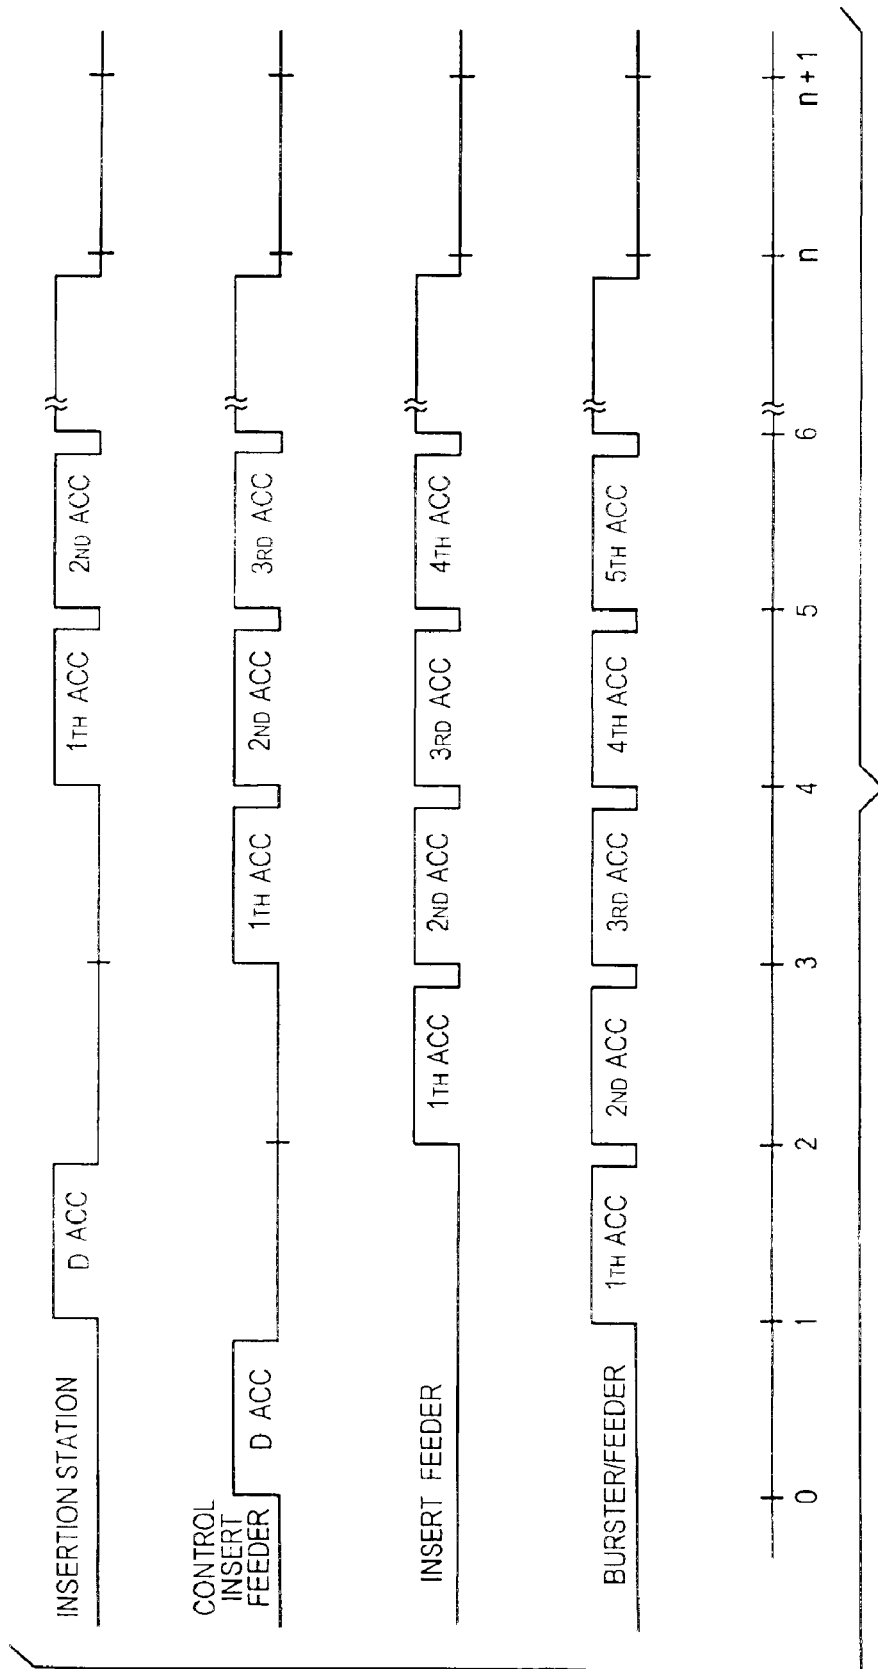 INSERTION STATION
D ACC
1TH ACC
2ND ACC
CONTROL
INSERT
FEEDER
D ACC
1TH ACC
2ND ACC
3RD ACC
INSERT FEEDER
1TH ACC
2ND ACC
3RD ACC
4TH ACC
BURSTER/FEEDER
1TH ACC
2ND ACC
3RD ACC
4TH ACC
5TH ACC
0 1 2 3 4 5 6 n n + 1